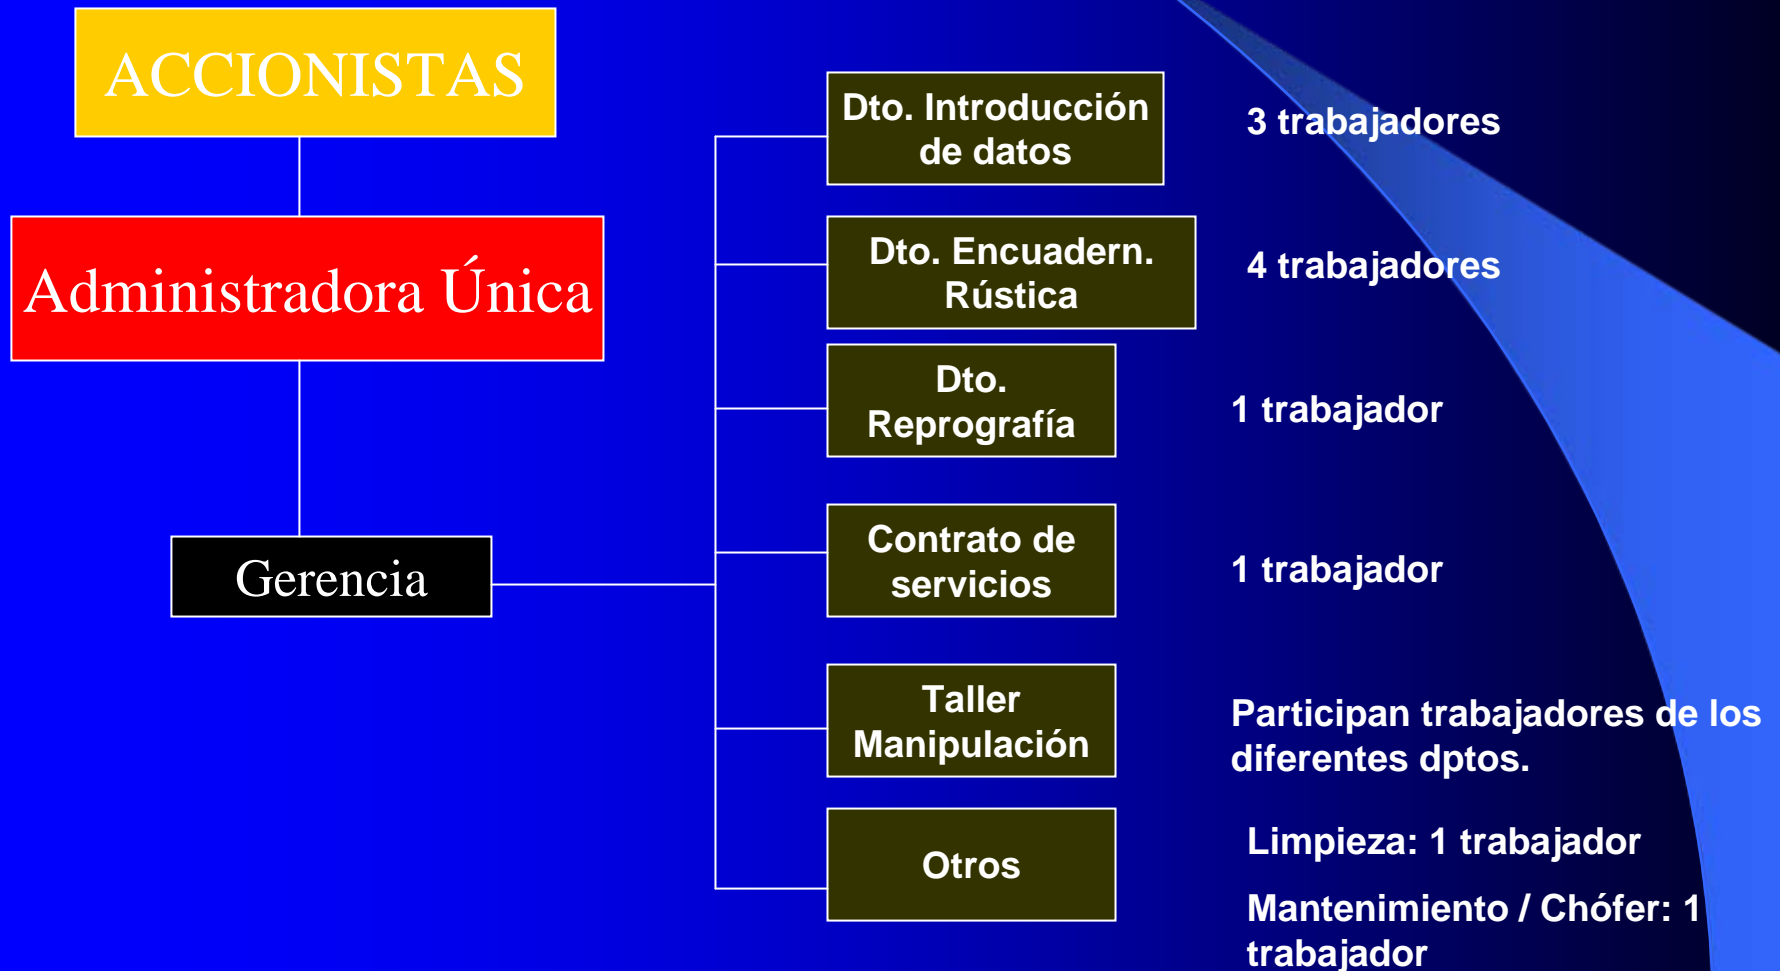 ACCIONISTAS
Administradora Única
Gerencia
Dto. Introducción
de datos
3 trabajadores
Dto. Encuadern.
Rústica
4 trabajadores
Dto.
Reprografía
1 trabajador
Contrato de
servicios
1 trabajador
Taller
Manipulación
Participan trabajadores de los
diferentes dptos.
Otros
Limpieza: 1 trabajador
Mantenimiento / Chófer: 1
trabajador